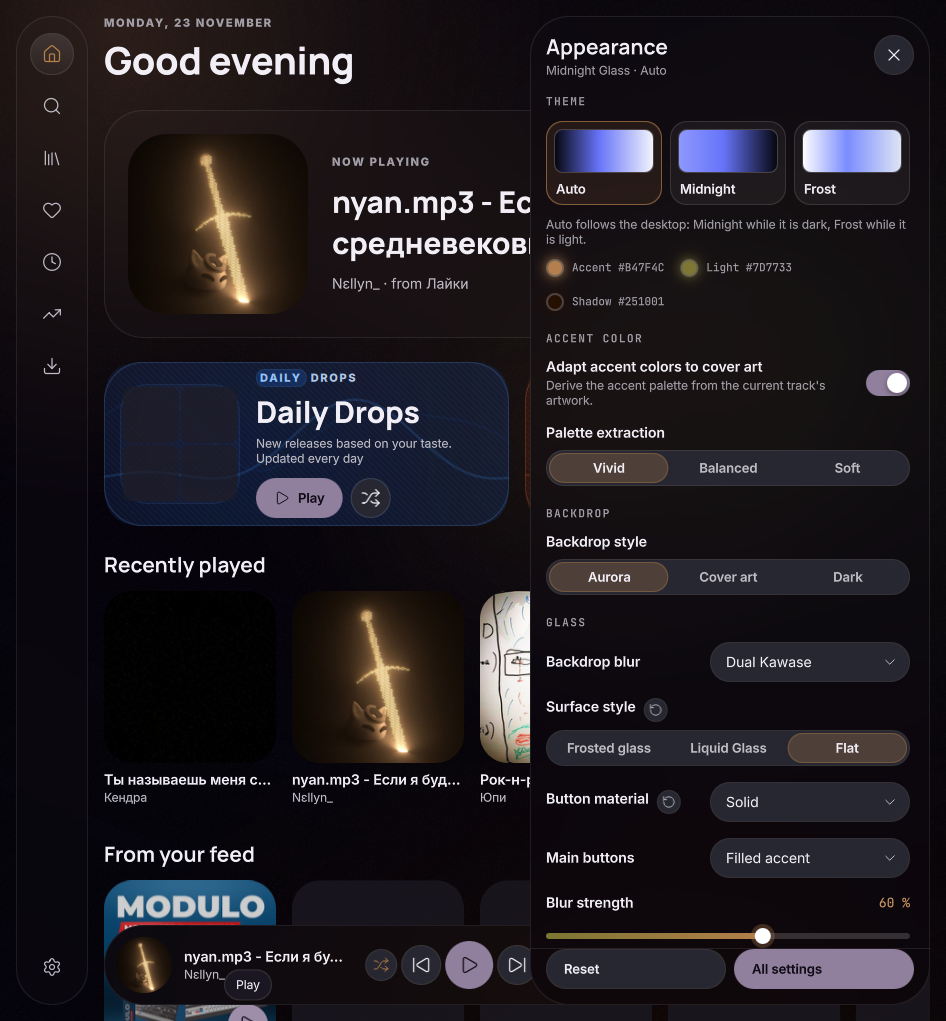 MONDAY, 23 NOVEMBER
Good evening
NOW PLAYING
nyan.mp3 - Ес
средневеков
Nɛllyn_ · from Лайки
DAILY DROPS
Daily Drops
New releases based on your taste.
Updated every day
Play
Recently played
Ты называешь меня с...
Кендра
nyan.mp3 - Если я буд...
Nɛllyn_
Рок-н-р
Юпи
From your feed
MODULO
nyan.mp3 - Если я бу...
Nɛllyn_
Play
Appearance
Midnight Glass · Auto
THEME
Auto
Midnight
Frost
Auto follows the desktop: Midnight while it is dark, Frost while it
is light.
Accent #B47F4C
Light #7D7733
Shadow #251001
ACCENT COLOR
Adapt accent colors to cover art
Derive the accent palette from the current track's
artwork.
Palette extraction
Vivid
Balanced
Soft
BACKDROP
Backdrop style
Aurora
Cover art
Dark
GLASS
Backdrop blur
Dual Kawase
Surface style
Frosted glass
Liquid Glass
Flat
Button material
Solid
Main buttons
Filled accent
Blur strength
60 %
Reset
All settings